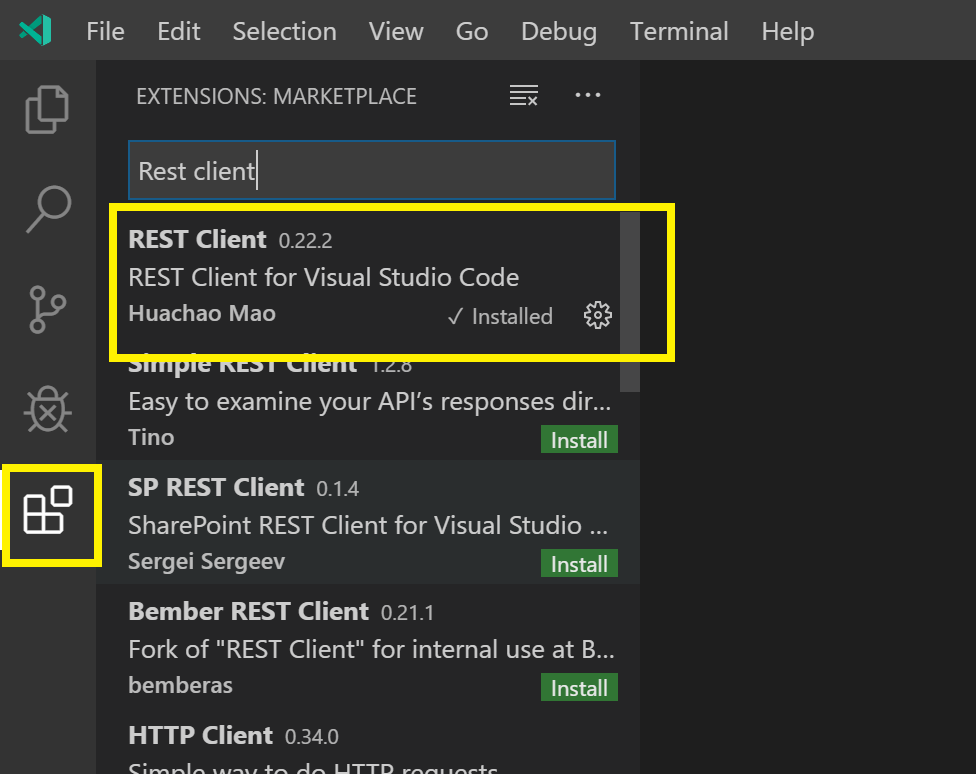 File Edit Selection View Go Debug Terminal Help
EXTENSIONS: MARKETPLACE
Rest client
REST Client 0.22.2
REST Client for Visual Studio Code
Huachao Mao ✓ Installed
Simple REST Client 1.2.8
Easy to examine your API's responses dir...
Tino Install
SP REST Client 0.1.4
SharePoint REST Client for Visual Studio ...
Sergei Sergeev Install
Bember REST Client 0.21.1
Fork of "REST Client" for internal use at B...
bemberas Install
HTTP Client 0.34.0
Simple way to do HTTP requests